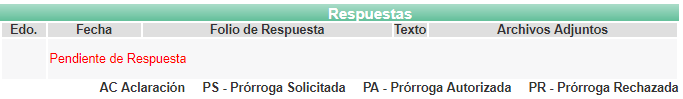 Respuestas
Edo. Fecha Folio de Respuesta Texto Archivos Adjuntos
Pendiente de Respuesta
AC Aclaración PS - Prórroga Solicitada PA - Prórroga Autorizada PR - Prórroga Rechazada